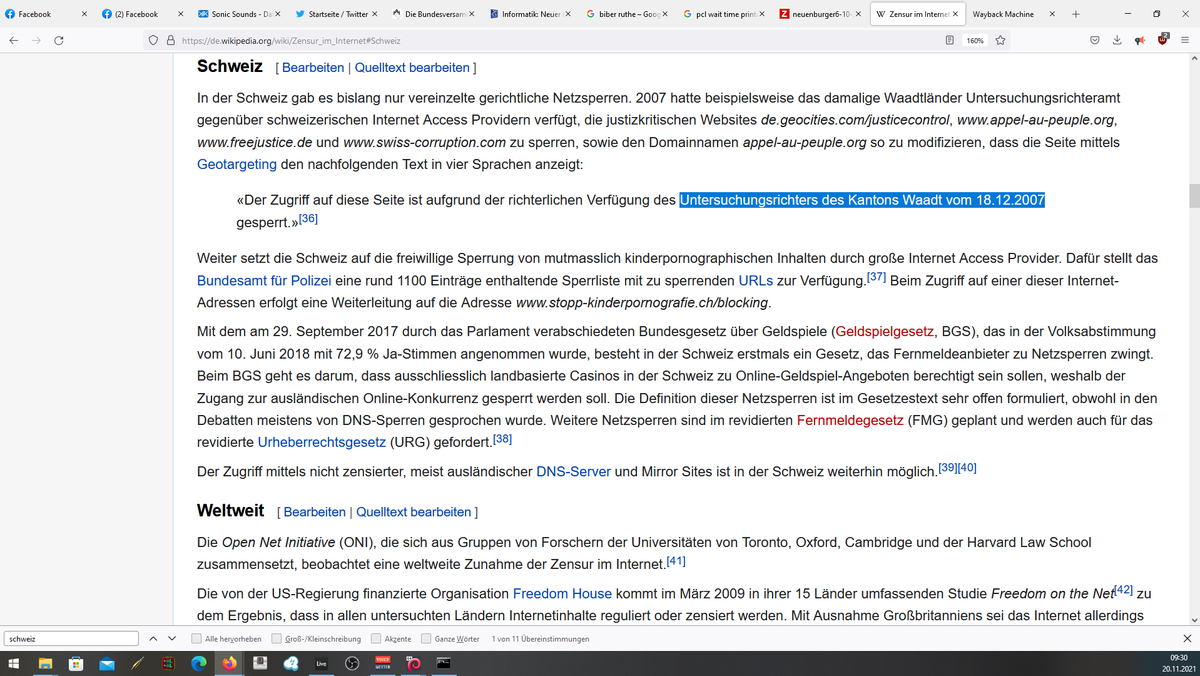 Facebook
(2) Facebook
Sonic Sounds – Da
Startseite / Twitter
Die Bundesversam
Informatik: Neuer
biber ruthe – Goo
pcl wait time print
neuenburger6-10-
Zensur im Internet
Wayback Machine
https://de.wikipedia.org/wiki/Zensur_im_Internet#Schweiz
160%
2
Schweiz [ Bearbeiten | Quelltext bearbeiten ]
In der Schweiz gab es bislang nur vereinzelte gerichtliche Netzsperren. 2007 hatte beispielsweise das damalige Waadtländer Untersuchungsrichteramt
gegenüber schweizerischen Internet Access Providern verfügt, die justizkritischen Websites de.geocities.com/justicecontrol, www.appel-au-peuple.org,
www.freejustice.de und www.swiss-corruption.com zu sperren, sowie den Domainnamen appel-au-peuple.org so zu modifizieren, dass die Seite mittels
Geotargeting den nachfolgenden Text in vier Sprachen anzeigt:
«Der Zugriff auf diese Seite ist aufgrund der richterlichen Verfügung des Untersuchungsrichters des Kantons Waadt vom 18.12.2007
gesperrt.»[36]
Weiter setzt die Schweiz auf die freiwillige Sperrung von mutmasslich kinderpornographischen Inhalten durch große Internet Access Provider. Dafür stellt das
Bundesamt für Polizei eine rund 1100 Einträge enthaltende Sperrliste mit zu sperrenden URLs zur Verfügung.[37] Beim Zugriff auf einer dieser Internet-
Adressen erfolgt eine Weiterleitung auf die Adresse www.stopp-kinderpornografie.ch/blocking.
Mit dem am 29. September 2017 durch das Parlament verabschiedeten Bundesgesetz über Geldspiele (Geldspielgesetz, BGS), das in der Volksabstimmung
vom 10. Juni 2018 mit 72,9 % Ja-Stimmen angenommen wurde, besteht in der Schweiz erstmals ein Gesetz, das Fernmeldeanbieter zu Netzsperren zwingt.
Beim BGS geht es darum, dass ausschliesslich landbasierte Casinos in der Schweiz zu Online-Geldspiel-Angeboten berechtigt sein sollen, weshalb der
Zugang zur ausländischen Online-Konkurrenz gesperrt werden soll. Die Definition dieser Netzsperren ist im Gesetzestext sehr offen formuliert, obwohl in den
Debatten meistens von DNS-Sperren gesprochen wurde. Weitere Netzsperren sind im revidierten Fernmeldegesetz (FMG) geplant und werden auch für das
revidierte Urheberrechtsgesetz (URG) gefordert.[38]
Der Zugriff mittels nicht zensierter, meist ausländischer DNS-Server und Mirror Sites ist in der Schweiz weiterhin möglich.[39][40]
Weltweit [ Bearbeiten | Quelltext bearbeiten ]
Die Open Net Initiative (ONI), die sich aus Gruppen von Forschern der Universitäten von Toronto, Oxford, Cambridge und der Harvard Law School
zusammensetzt, beobachtet eine weltweite Zunahme der Zensur im Internet.[41]
Die von der US-Regierung finanzierte Organisation Freedom House kommt im März 2009 in ihrer 15 Länder umfassenden Studie Freedom on the Net[42] zu
dem Ergebnis, dass in allen untersuchten Ländern Internetinhalte reguliert oder zensiert werden. Mit Ausnahme Großbritanniens sei das Internet allerdings
schweiz
Alle hervorheben
Groß-/Kleinschreibung
Akzente
Ganze Wörter
1 von 11 Übereinstimmungen
Live
09:30
20.11.2021